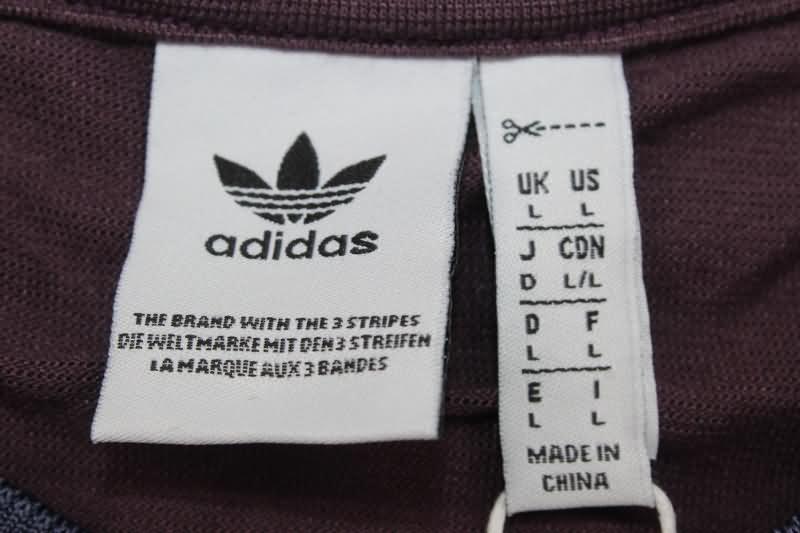 adidas
THE BRAND WITH THE 3 STRIPES
DIE WELTMARKE MIT DEN 3 STREIFEN
LA MARQUE AUX 3 BANDES
UK US
L L
J CDN
D L/L
D F
L L
E I
L L
MADE IN
CHINA